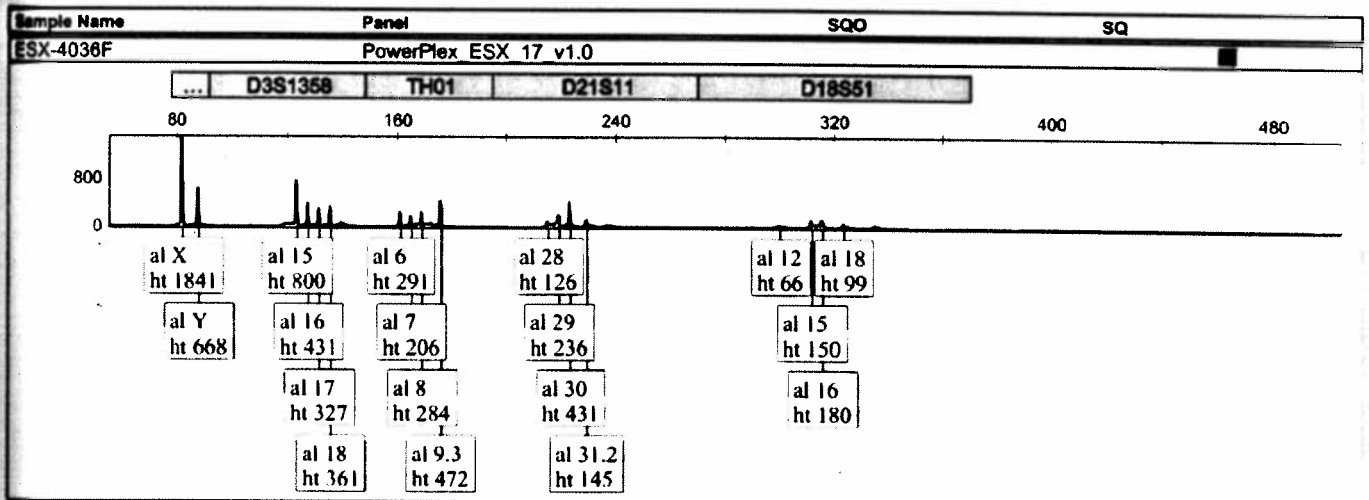 Sample Name Panel SQO SQ
ESX-4036F PowerPlex_ESX_17_v1.0
... D3S1358 TH01 D21S11 D18S51
80 160 240 320 400 480
800
0
al X
ht 1841
al Y
ht 668
al 15
ht 800
al 16
ht 431
al 17
ht 327
al 18
ht 361
al 6
ht 291
al 7
ht 206
al 8
ht 284
al 9.3
ht 472
al 28
ht 126
al 29
ht 236
al 30
ht 431
al 31.2
ht 145
al 12
ht 66
al 18
ht 99
al 15
ht 150
al 16
ht 180